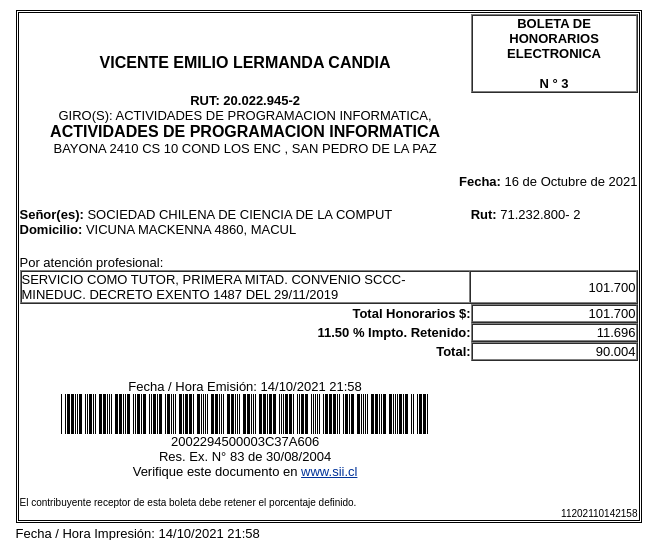 BOLETA DE
HONORARIOS
ELECTRONICA
N ° 3
VICENTE EMILIO LERMANDA CANDIA
RUT: 20.022.945-2
GIRO(S): ACTIVIDADES DE PROGRAMACION INFORMATICA,
ACTIVIDADES DE PROGRAMACION INFORMATICA
BAYONA 2410 CS 10 COND LOS ENC , SAN PEDRO DE LA PAZ
Fecha: 16 de Octubre de 2021
Señor(es): SOCIEDAD CHILENA DE CIENCIA DE LA COMPUT Rut: 71.232.800- 2
Domicilio: VICUNA MACKENNA 4860, MACUL
Por atención profesional:
SERVICIO COMO TUTOR, PRIMERA MITAD. CONVENIO SCCC-
MINEDUC. DECRETO EXENTO 1487 DEL 29/11/2019 101.700
Total Honorarios $: 101.700
11.50 % Impto. Retenido: 11.696
Total: 90.004
Fecha / Hora Emisión: 14/10/2021 21:58
2002294500003C37A606
Res. Ex. N° 83 de 30/08/2004
Verifique este documento en www.sii.cl
El contribuyente receptor de esta boleta debe retener el porcentaje definido.
11202110142158
Fecha / Hora Impresión: 14/10/2021 21:58